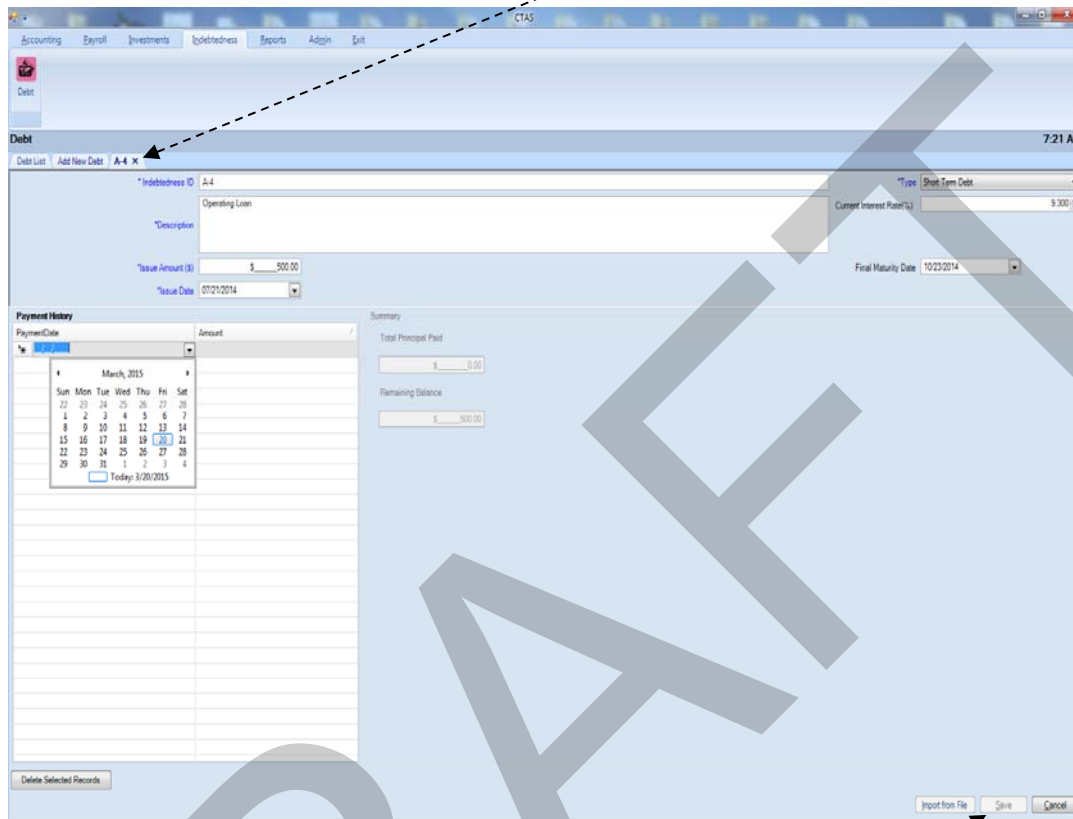 CTAS
Accounting Payroll Investments Indebtedness Reports Admin Exit
Debt
Debt 7:21 A
Debt List Add New Debt A-4 ×
*Indebtedness ID A-4 *Type Short Term Debt
*Description Operating Loan Current Interest Rate(%) 9.300
*Issue Amount ($) $_____500.00 Final Maturity Date 10/23/2014
*Issue Date 07/21/2014
Payment History Summary
PaymentDate Amount
Total Principal Paid
$______0.00
Remaining Balance
$____500.00
March, 2015
Sun Mon Tue Wed Thu Fri Sat
22 23 24 25 26 27 28
1 2 3 4 5 6 7
8 9 10 11 12 13 14
15 16 17 18 19 20 21
22 23 24 25 26 27 28
29 30 31 1 2 3 4
Today: 3/20/2015
Delete Selected Records
Import from File Save Cancel
DRAFT